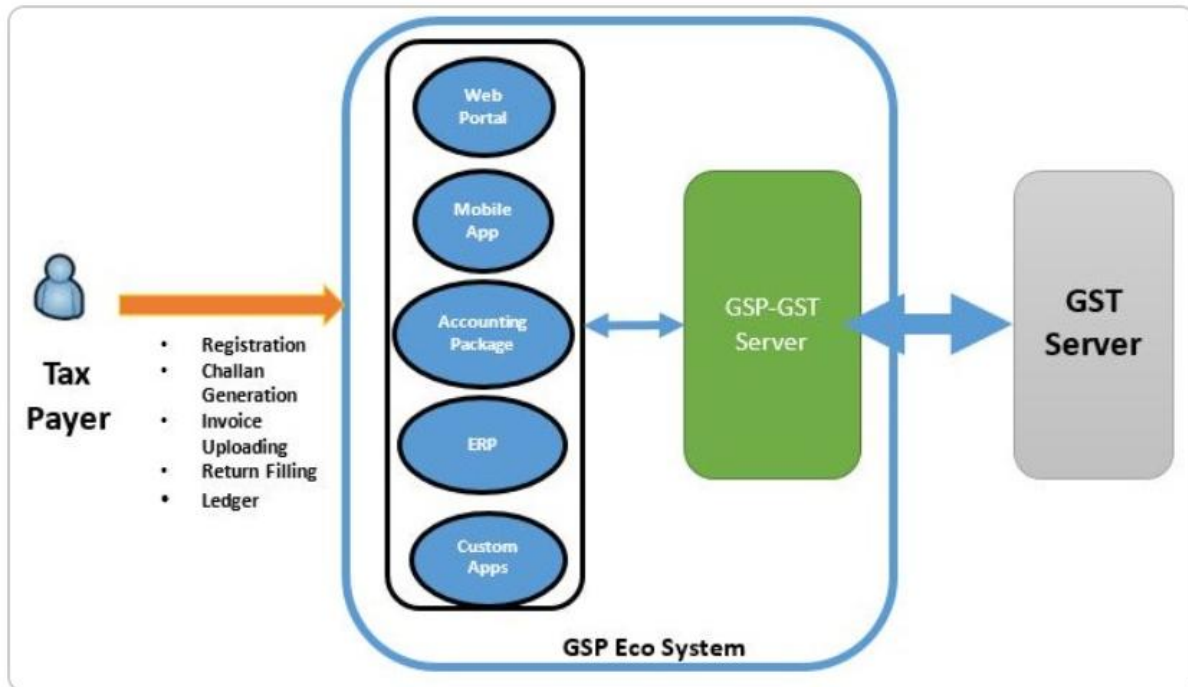 Tax
Payer
• Registration
• Challan
Generation
• Invoice
Uploading
• Return Filling
• Ledger
Web
Portal
Mobile
App
Accounting
Package
ERP
Custom
Apps
GSP-GST
Server
GST
Server
GSP Eco System